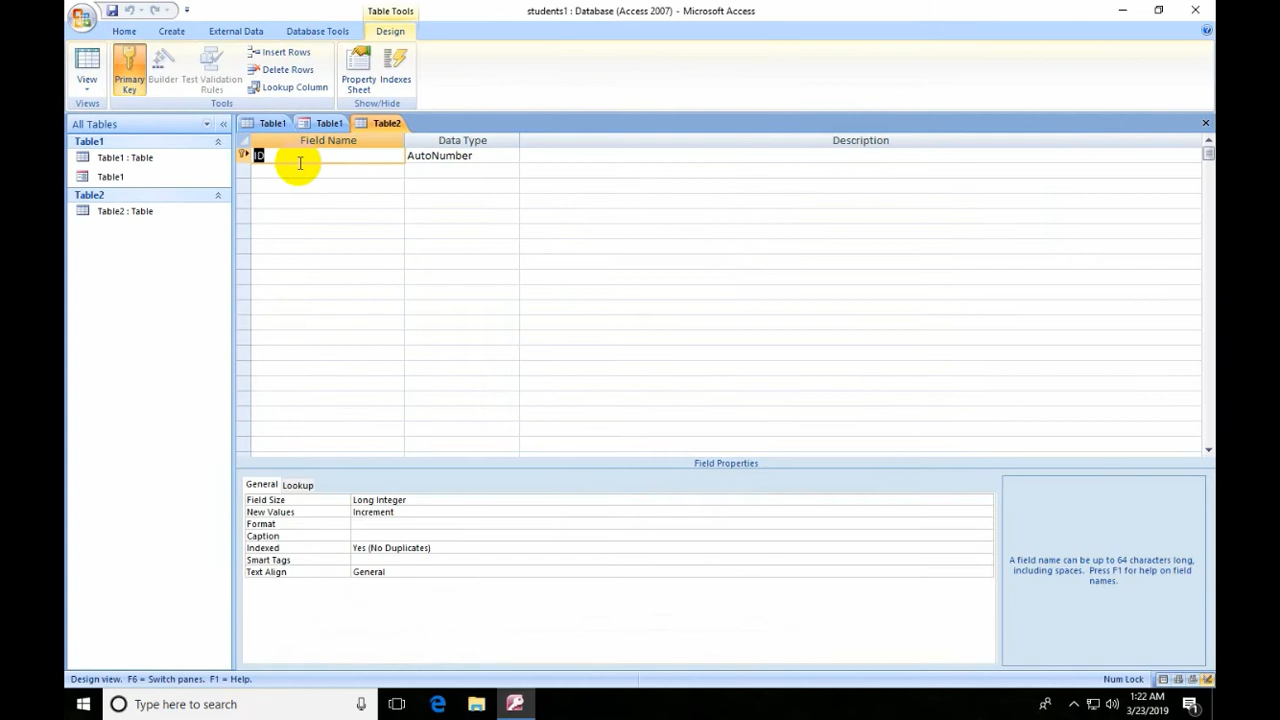 Table Tools
students1 : Database (Access 2007) - Microsoft Access
Home Create External Data Database Tools Design
View
Primary Key
Builder
Test Validation Rules
Insert Rows
Delete Rows
Lookup Column
Property Sheet
Indexes
Views Tools Show/Hide
All Tables
Table1
Table1 : Table
Table1
Table2
Table2 : Table
Table1 Table1 Table2
Field Name Data Type Description
ID AutoNumber
Field Properties
General Lookup
Field Size Long Integer
New Values Increment
Format
Caption
Indexed Yes (No Duplicates)
Smart Tags
Text Align General
A field name can be up to 64 characters long,
including spaces. Press F1 for help on field
names.
Design view. F6 = Switch panes. F1 = Help.
Num Lock
Type here to search
1:22 AM
3/23/2019